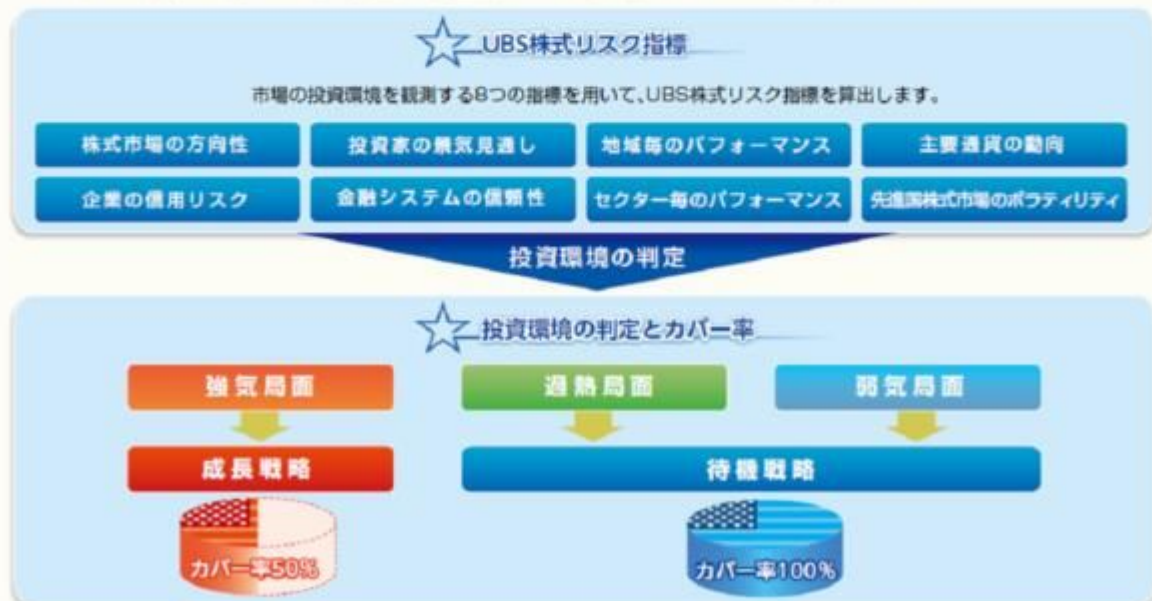 UBS株式リスク指標
市場の投資環境を観測する8つの指標を用いて、UBS株式リスク指標を算出します。
株式市場の方向性 投資家の景気見通し 地域毎のパフォーマンス 主要通貨の動向
企業の信用リスク 金融システムの信頼性 セクター毎のパフォーマンス 先進国株式市場のボラティリティ
投資環境の判定
投資環境の判定とカバー率
強気局面 過熱局面 弱気局面
成長戦略 待機戦略
カバー率50% カバー率100%